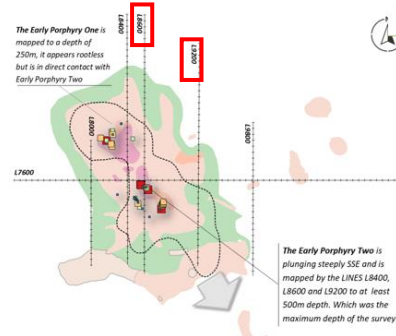 The Early Porphyry One is
mapped to a depth of
250m, it appears rootless
but is in direct contact with
Early Porphyry Two
L8400
L8600
L9200
L8000
L9800
L7600
The Early Porphyry Two is
plunging steeply SSE and is
mapped by the LINES L8400,
L8600 and L9200 to at least
500m depth. Which was the
maximum depth of the survey